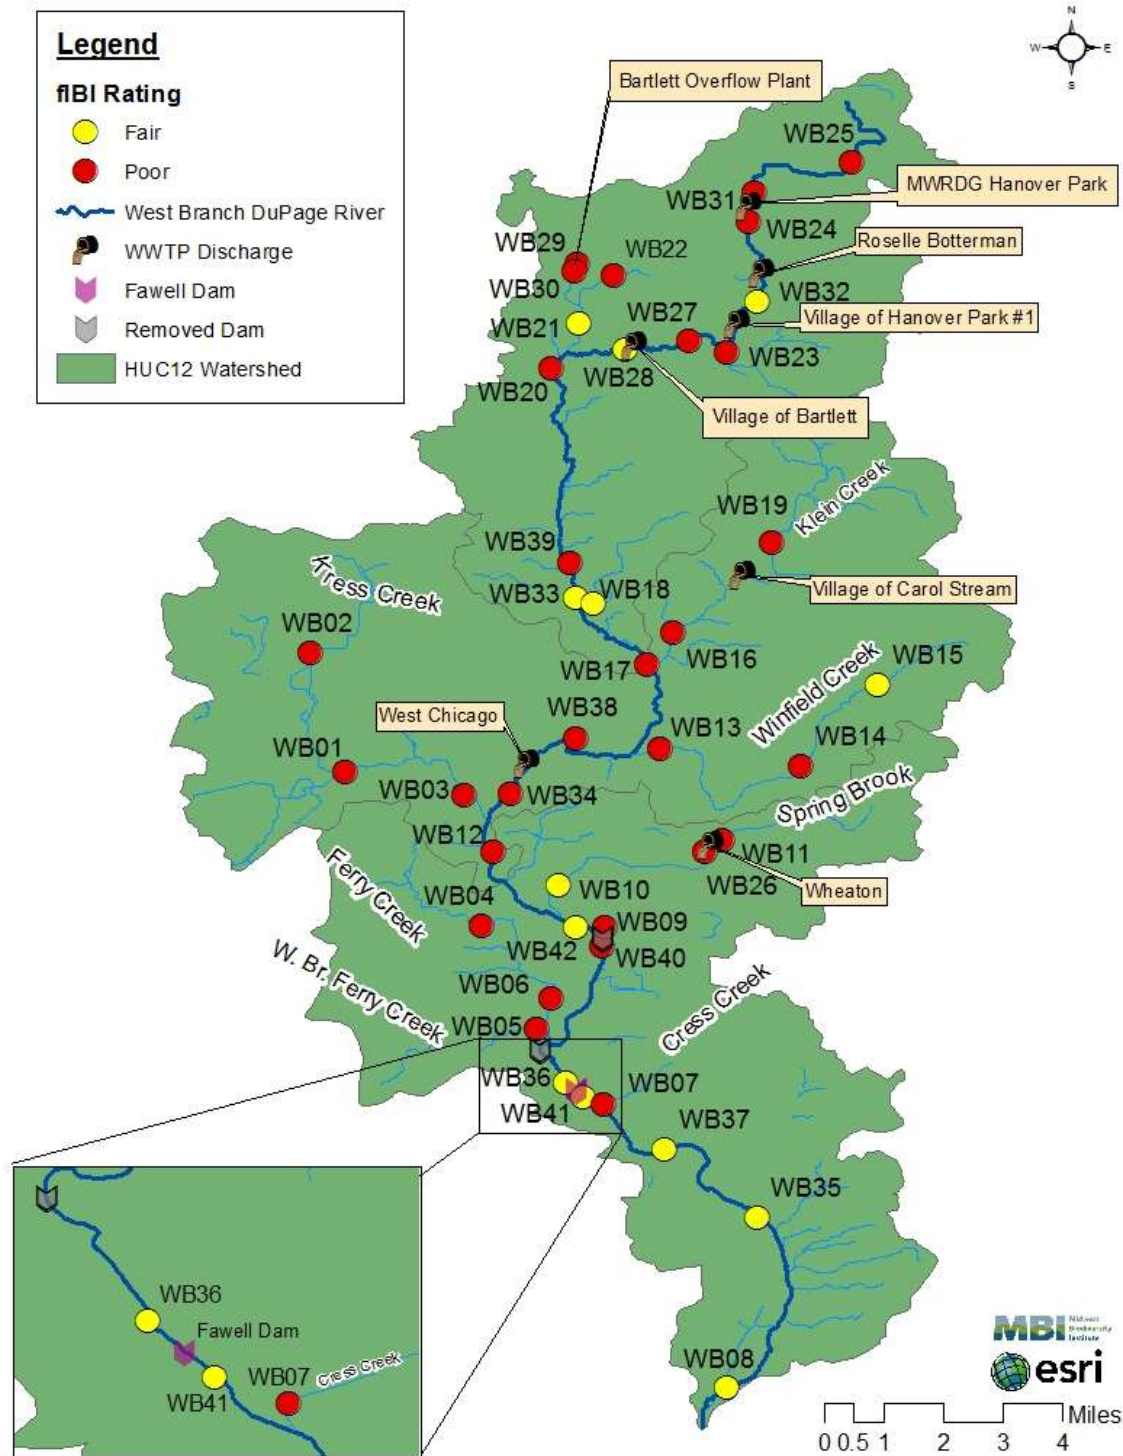 Legend
fIBI Rating
Fair
Poor
West Branch DuPage River
WWTP Discharge
Fawell Dam
Removed Dam
HUC12 Watershed
N
W
E
S
Bartlett Overflow Plant
WB25
MWRDG Hanover Park
WB31
WB24
Roselle Botterman
WB29
WB22
WB30
WB32
WB27
Village of Hanover Park #1
WB21
WB23
WB28
WB20
Village of Bartlett
Klein Creek
WB19
WB39
Village of Carol Stream
Kress Creek
WB33
WB18
WB02
WB16
WB17
WB15
Winfield Creek
West Chicago
WB38
WB13
WB14
WB01
WB03
WB34
Spring Brook
WB12
WB11
WB26
Wheaton
Ferry Creek
WB04
WB10
WB09
WB42
WB40
W. Br. Ferry Creek
WB06
Cress Creek
WB05
WB36
WB07
WB41
WB37
WB35
WB36
Fawell Dam
WB07
Cress Creek
WB41
WB08
MBI Midwest
Biodiversity
Institute
esri
Miles
0 0.5 1 2 3 4